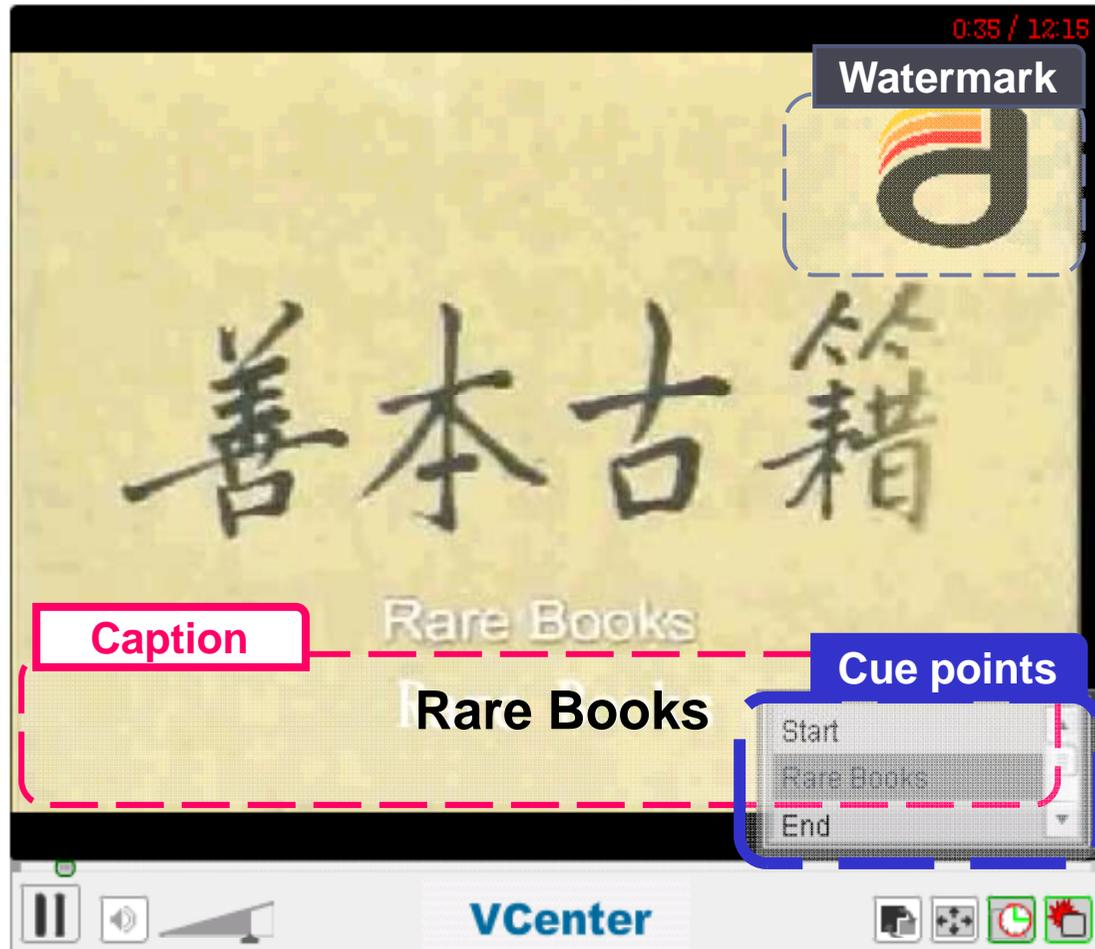 0:35 / 12:15
Watermark
善本古籍
Rare Books
Caption
Rare Books
Cue points
Start
Rare Books
End
VCenter